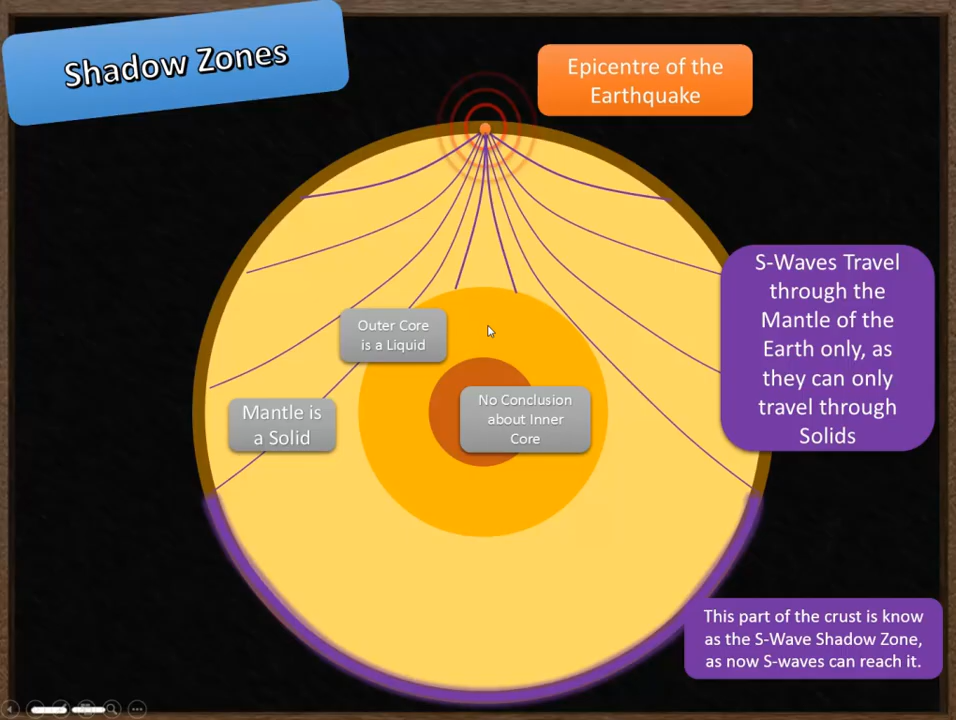 Shadow Zones
Epicentre of the
Earthquake
S-Waves Travel
through the
Mantle of the
Earth only, as
they can only
travel through
Solids
Outer Core
is a Liquid
No Conclusion
about Inner
Core
Mantle is
a Solid
This part of the crust is know
as the S-Wave Shadow Zone,
as now S-waves can reach it.